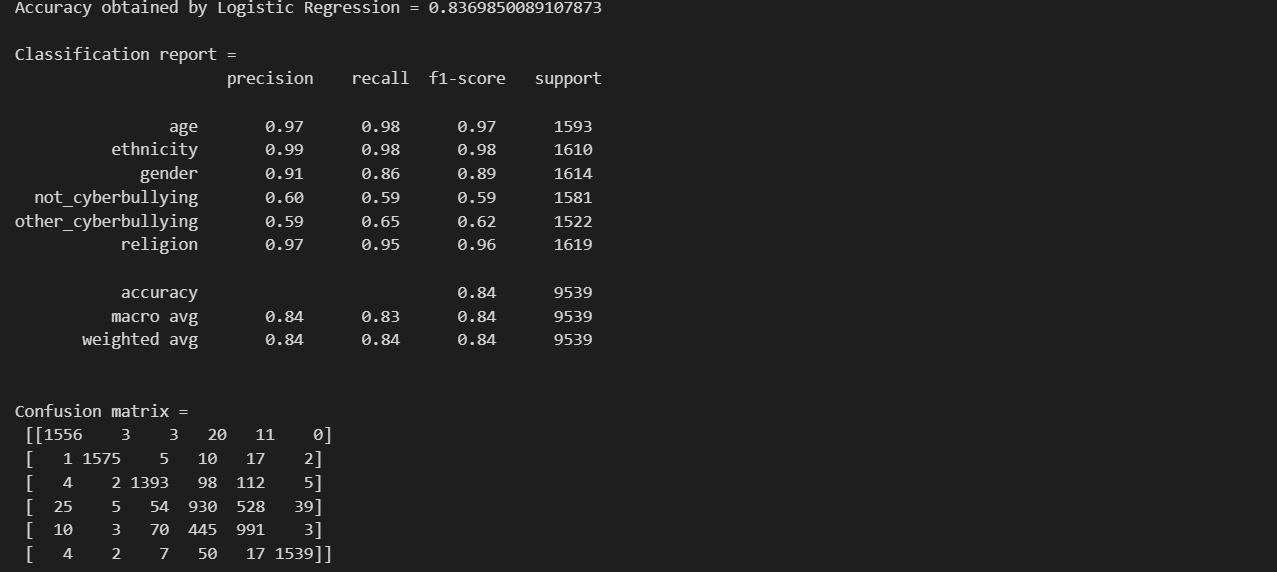 Accuracy obtained by Logistic Regression = 0.8369850089107873
Classification report =
precision recall f1-score support
age 0.97 0.98 0.97 1593
ethnicity 0.99 0.98 0.98 1610
gender 0.91 0.86 0.89 1614
not_cyberbullying 0.60 0.59 0.59 1581
other_cyberbullying 0.59 0.65 0.62 1522
religion 0.97 0.95 0.96 1619
accuracy 0.84 9539
macro avg 0.84 0.83 0.84 9539
weighted avg 0.84 0.84 0.84 9539
Confusion matrix =
[[1556 3 3 20 11 0]
[ 1 1575 5 10 17 2]
[ 4 2 1393 98 112 5]
[ 25 5 54 930 528 39]
[ 10 3 70 445 991 3]
[ 4 2 7 50 17 1539]]